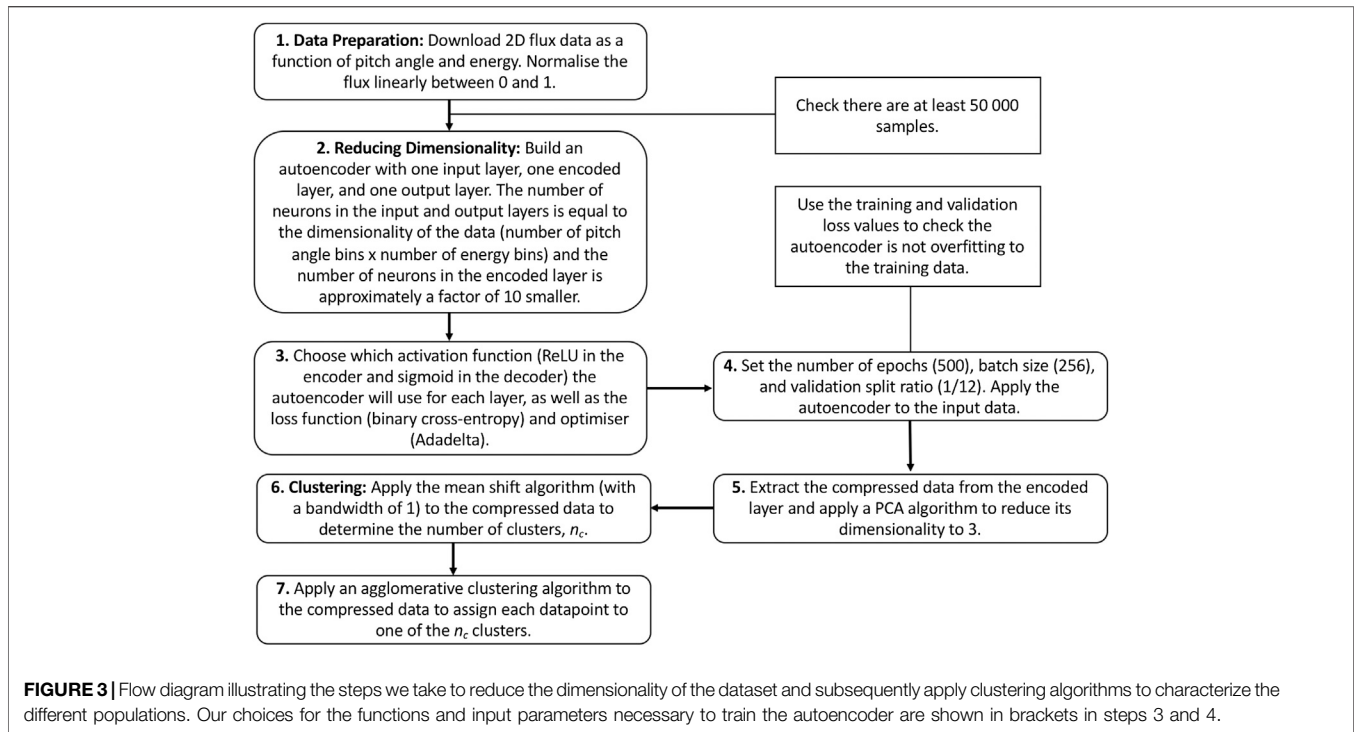 1. Data Preparation: Download 2D flux data as a
function of pitch angle and energy. Normalise the
flux linearly between 0 and 1.
Check there are at least 50 000
samples.
2. Reducing Dimensionality: Build an
autoencoder with one input layer, one encoded
layer, and one output layer. The number of
neurons in the input and output layers is equal to
the dimensionality of the data (number of pitch
angle bins x number of energy bins) and the
number of neurons in the encoded layer is
approximately a factor of 10 smaller.
Use the training and validation
loss values to check the
autoencoder is not overfitting to
the training data.
3. Choose which activation function (ReLU in the
encoder and sigmoid in the decoder) the
autoencoder will use for each layer, as well as the
loss function (binary cross-entropy) and optimiser
(Adadelta).
4. Set the number of epochs (500), batch size (256),
and validation split ratio (1/12). Apply the
autoencoder to the input data.
5. Extract the compressed data from the encoded
layer and apply a PCA algorithm to reduce its
dimensionality to 3.
6. Clustering: Apply the mean shift algorithm (with
a bandwidth of 1) to the compressed data to
determine the number of clusters, nc.
7. Apply an agglomerative clustering algorithm to
the compressed data to assign each datapoint to
one of the nc clusters.
FIGURE 3 | Flow diagram illustrating the steps we take to reduce the dimensionality of the dataset and subsequently apply clustering algorithms to characterize the
different populations. Our choices for the functions and input parameters necessary to train the autoencoder are shown in brackets in steps 3 and 4.